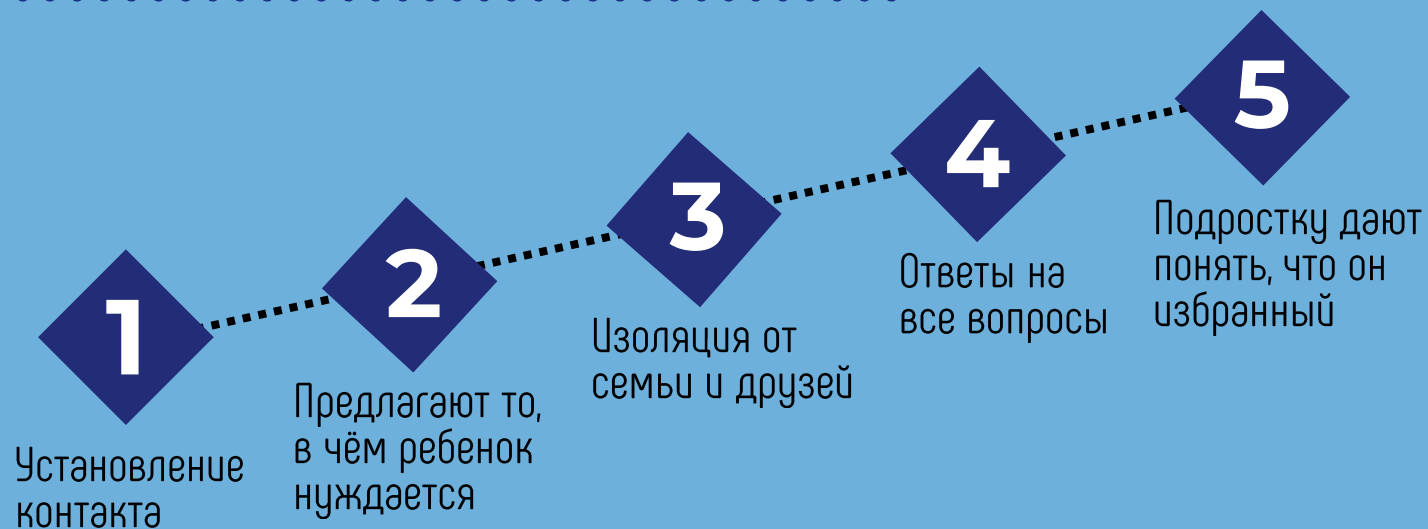 1
Установление
контакта
2
Предлагают то,
в чём ребенок
нуждается
3
Изоляция от
семьи и друзей
4
Ответы на
все вопросы
5
Подростку дают
понять, что он
избранный